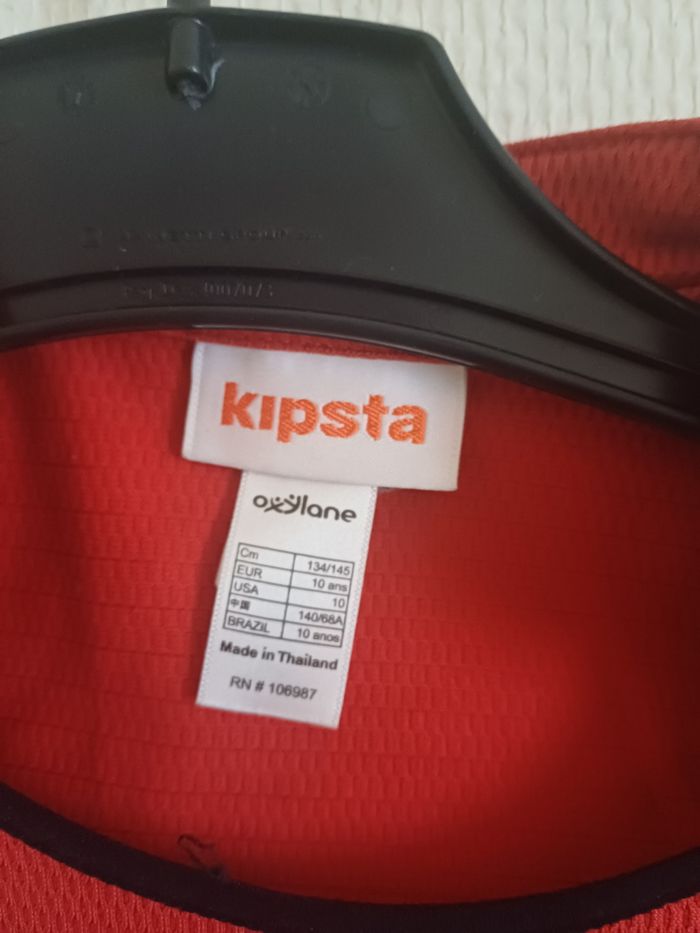 kipsta
oxylane
Cm 134/145
EUR 10 ans
USA 10
中国 140/68A
BRAZIL 10 anos
Made in Thailand
RN # 106987